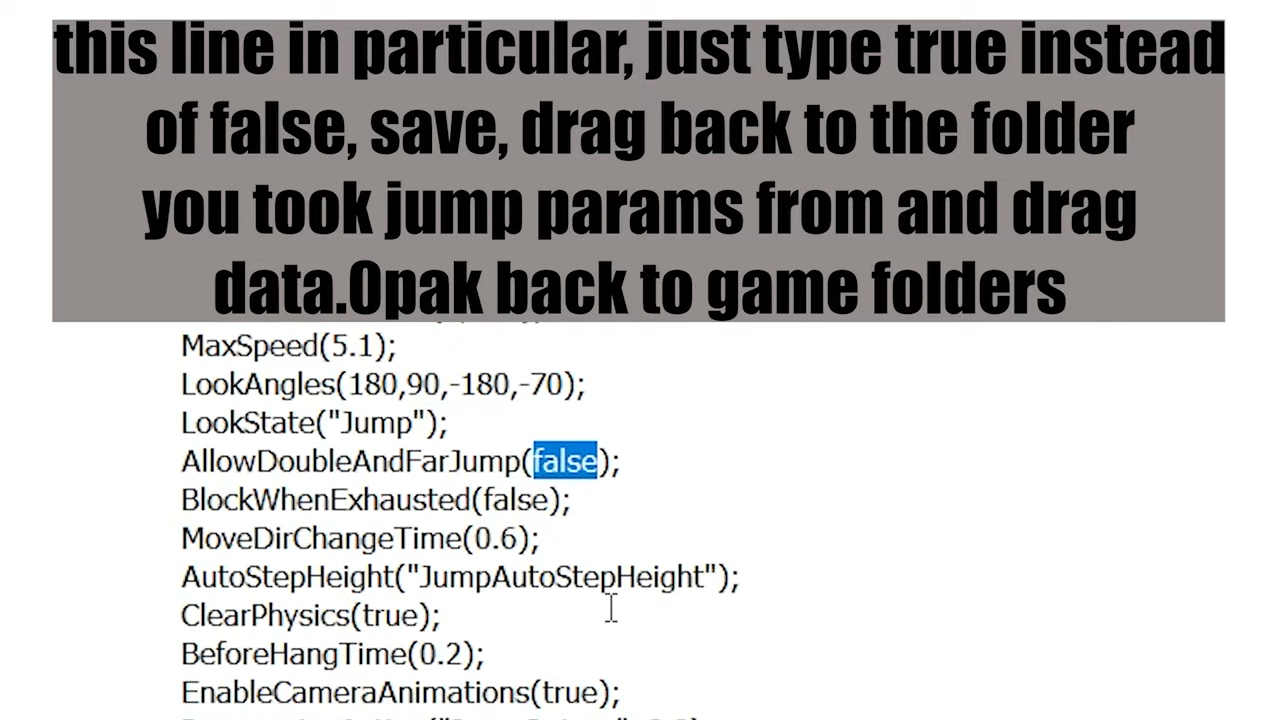 this line in particular, just type true instead
of false, save, drag back to the folder
you took jump params from and drag
data.0pak back to game folders
MaxSpeed(5.1);
LookAngles(180,90,-180,-70);
LookState("Jump");
AllowDoubleAndFarJump(false);
BlockWhenExhausted(false);
MoveDirChangeTime(0.6);
AutoStepHeight("JumpAutoStepHeight");
ClearPhysics(true);
BeforeHangTime(0.2);
EnableCameraAnimations(true);